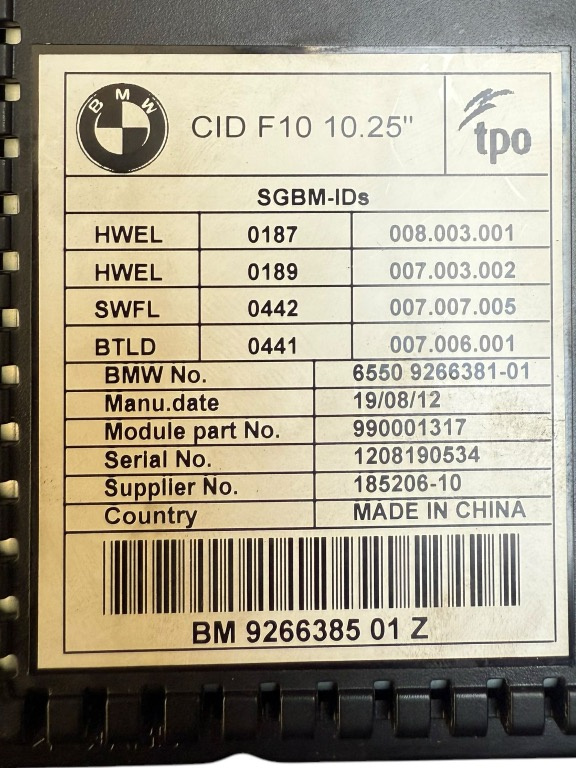 BMW
CID F10 10.25"
tpo
SGBM-IDs
HWEL 0187 008.003.001
HWEL 0189 007.003.002
SWFL 0442 007.007.005
BTLD 0441 007.006.001
BMW No. 6550 9266381-01
Manu.date 19/08/12
Module part No. 990001317
Serial No. 1208190534
Supplier No. 185206-10
Country MADE IN CHINA
BM 9266385 01 Z